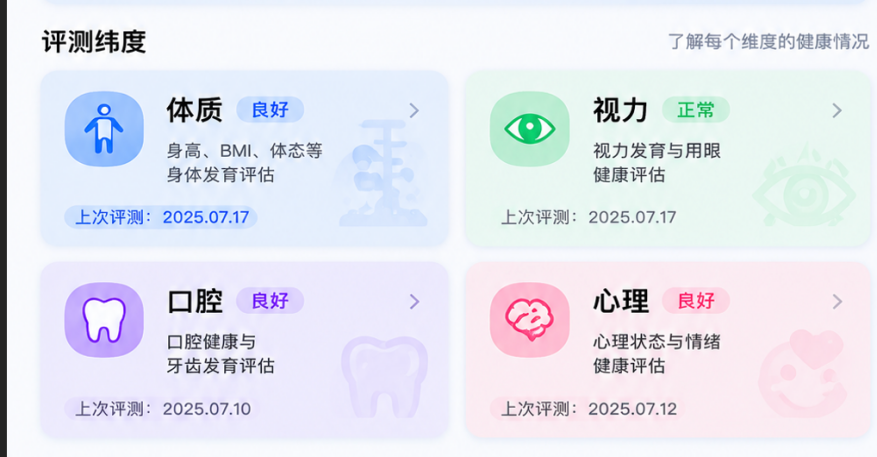 评测纬度
了解每个维度的健康情况
体质 良好
身高、BMI、体态等
身体发育评估
上次评测：2025.07.17
视力 正常
视力发育与用眼
健康评估
上次评测：2025.07.17
口腔 良好
口腔健康与
牙齿发育评估
上次评测：2025.07.10
心理 良好
心理状态与情绪
健康评估
上次评测：2025.07.12